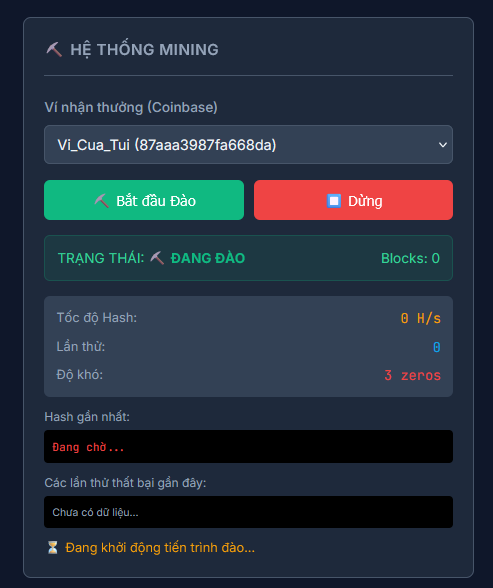 ⛏️ HỆ THỐNG MINING
Ví nhận thưởng (Coinbase)
Vi_Cua_Tui (87aaa3987fa668da)
⛏️ Bắt đầu Đào
⏹️ Dừng
TRẠNG THÁI: ⛏️ ĐANG ĐÀO
Blocks: 0
Tốc độ Hash:
0 H/s
Lần thử:
0
Độ khó:
3 zeros
Hash gần nhất:
Đang chờ...
Các lần thử thất bại gần đây:
Chưa có dữ liệu...
⏳ Đang khởi động tiến trình đào...